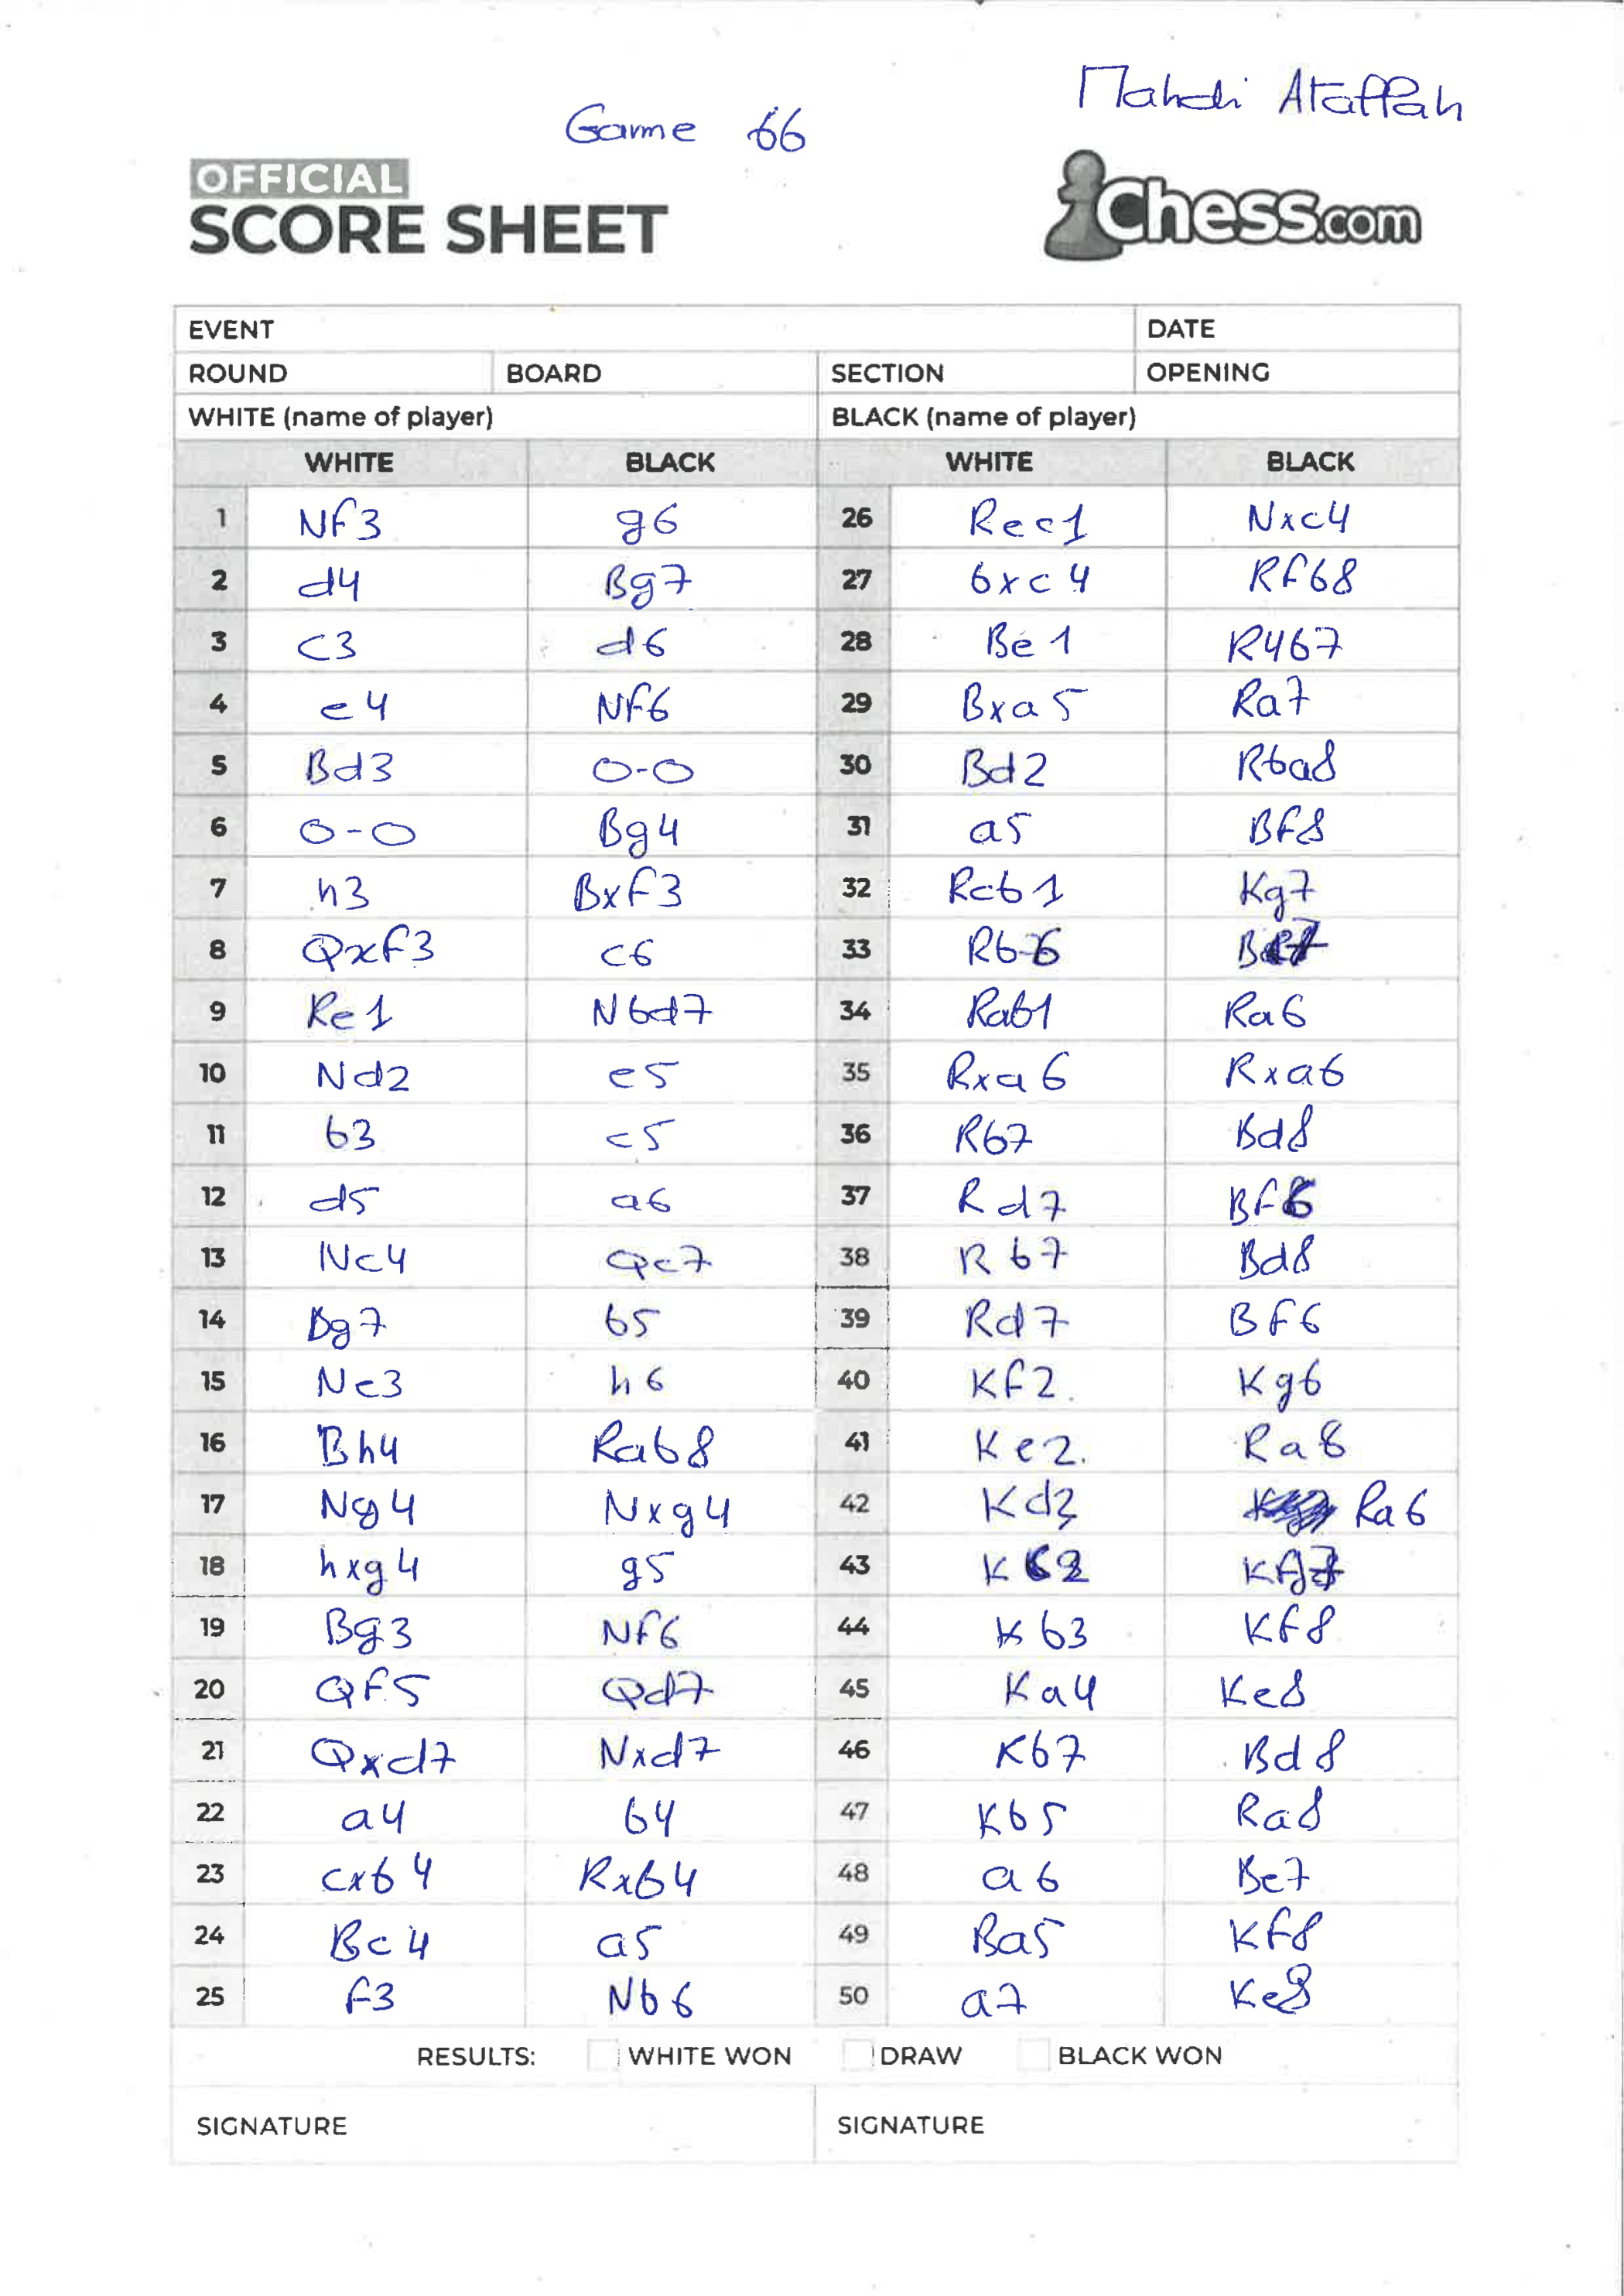 Mahdi Ataffah
Game 66
OFFICIAL
SCORE SHEET
Chess.com
EVENT DATE
ROUND BOARD SECTION OPENING
WHITE (name of player) BLACK (name of player)
WHITE BLACK WHITE BLACK
1 Nf3 g6 26 Rec1 Nxc4
2 d4 Bg7 27 bxc4 Rfb8
3 c3 d6 28 Be1 R4b7
4 e4 Nf6 29 Bxa5 Ra7
5 Bd3 0-0 30 Bd2 Rba8
6 0-0 Bg4 31 a5 Bf8
7 h3 Bxf3 32 Rcb1 Kg7
8 Qxf3 c6 33 Rb6
9 Re1 Nbd7 34 Rab1 Ra6
10 Nd2 e5 35 Rxa6 Rxa6
11 b3 c5 36 Rb7 Bd8
12 d5 a6 37 Rd7 Bf6
13 Nc4 Qc7 38 Rb7 Bd8
14 Bg7 b5 39 Rd7 Bf6
15 Ne3 h6 40 Kf2. Kg6
16 Bh4 Rab8 41 Ke2. Ra8
17 Ng4 Nxg4 42 Kd3 Ra6
18 hxg4 g5 43
19 Bg3 Nf6 44 Kb3 Kf8
20 Qf5 Qd7 45 Ka4 Ke8
21 Qxd7 Nxd7 46 Kb7 Bd8
22 a4 b4 47 Kb5 Ra8
23 cxb4 Rxb4 48 a6 Be7
24 Bc4 a5 49 Ba5 Kf8
25 f3 Nb6 50 a7 Ke8
RESULTS: WHITE WON DRAW BLACK WON
SIGNATURE SIGNATURE